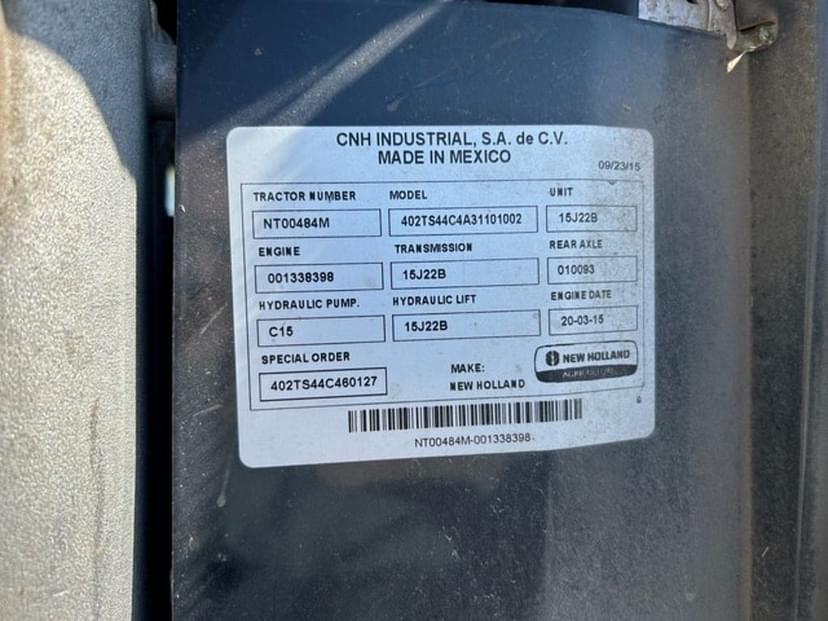 CNH INDUSTRIAL, S.A. de C.V.
MADE IN MEXICO
09/23/15
TRACTOR NUMBER MODEL UNIT
NT00484M 402TS44C4A31101002 15J22B
ENGINE TRANSMISSION REAR AXLE
001338398 15J22B 010093
HYDRAULIC PUMP. HYDRAULIC LIFT ENGINE DATE
C15 15J22B 20-03-15
SPECIAL ORDER
402TS44C460127
MAKE:
NEW HOLLAND
NEW HOLLAND
AGRICULTURE
NT00484M-001338398